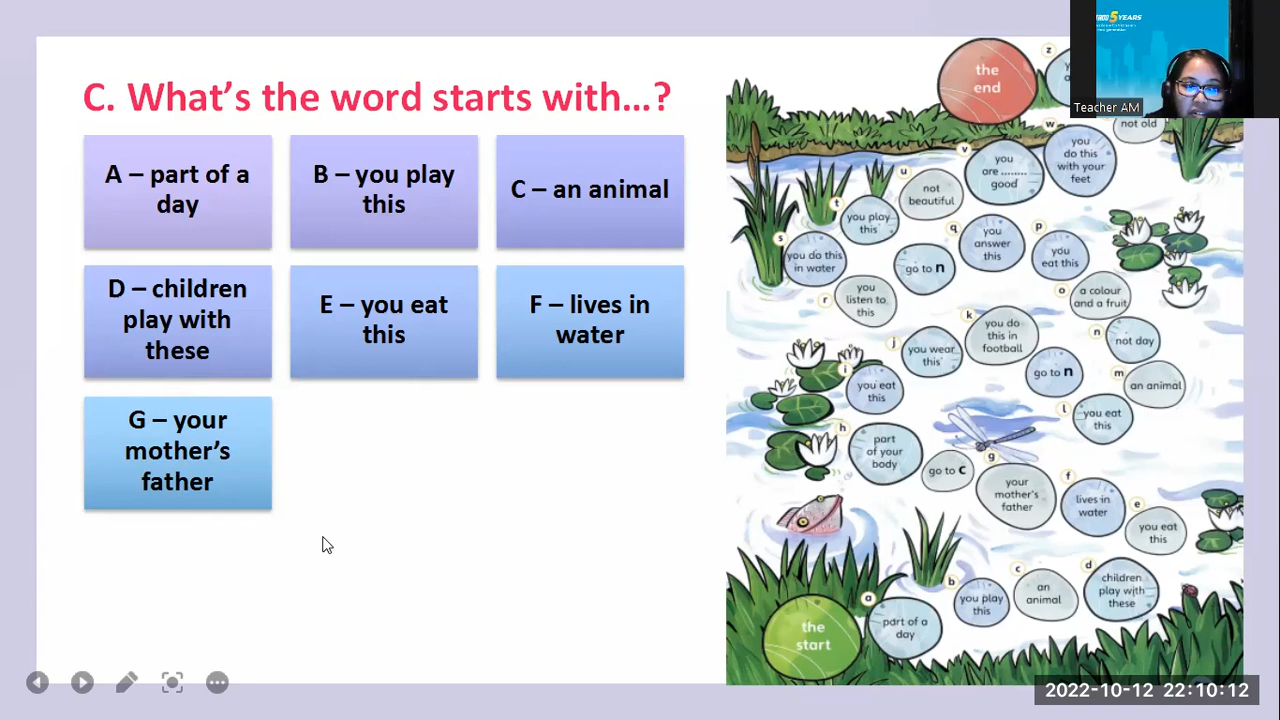 C. What's the word starts with...?
A – part of a
day
B – you play
this
C – an animal
D – children
play with
these
E – you eat
this
F – lives in
water
G – your
mother's
father
5 YEARS
Teacher AM
the
end
z
not old
w
you
do this
with your
feet
v
you
are ........
good
u
not
beautiful
t
you play
this
s
you do this
in water
r
you
listen to
this
go to n
q
you
answer
this
p
you
eat this
o
a colour
and a fruit
n
not day
m
an animal
go to n
l
you eat
this
k
you do
this in
football
j
you wear
this
i
you eat
this
h
part
of your
body
go to c
g
your
mother's
father
f
lives in
water
e
you eat
this
d
children
play with
these
c
an
animal
b
you play
this
a
part of a
day
the
start
2022-10-12 22:10:12